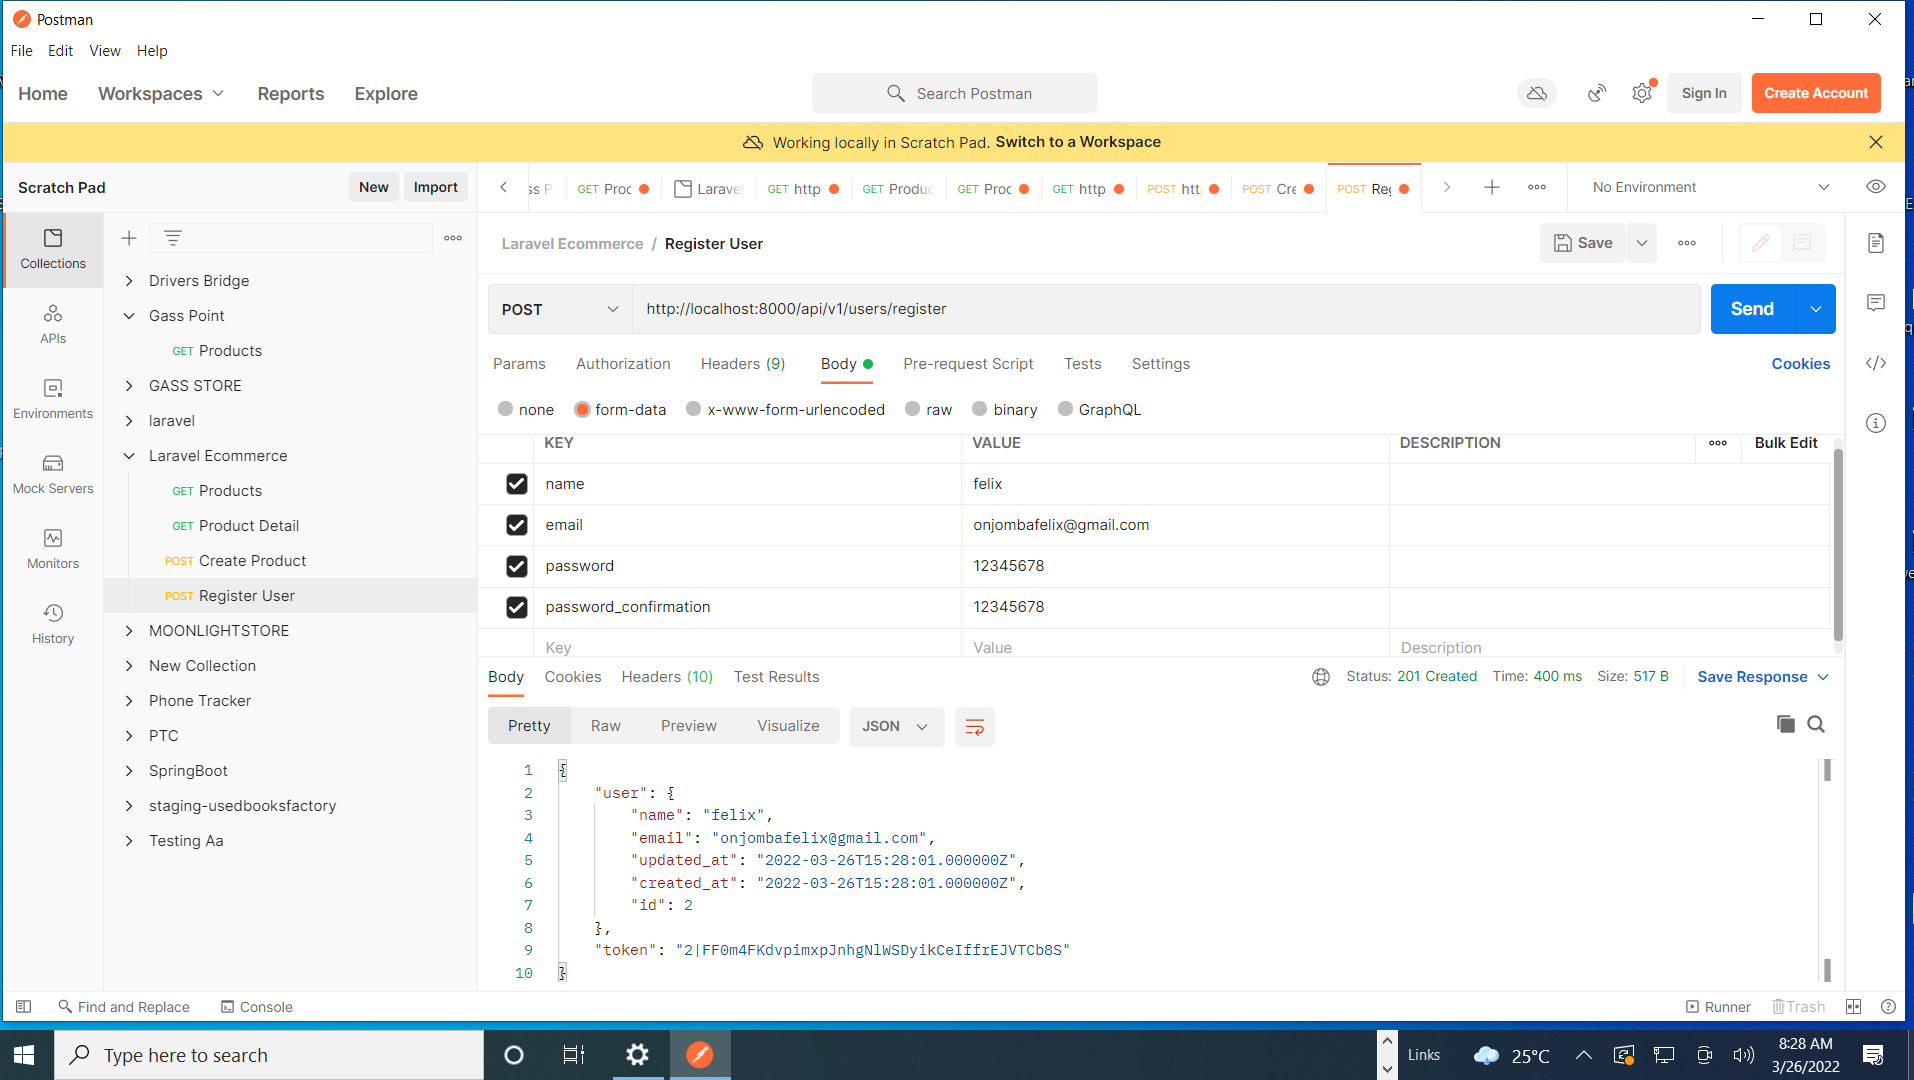 Postman
File Edit View Help
Home Workspaces Reports Explore Search Postman Sign In Create Account
Working locally in Scratch Pad. Switch to a Workspace
Scratch Pad New Import
GET Proc Laravel GET http GET Produc GET Proc GET http POST htt POST Cre POST Reg No Environment
Collections
APIs
Environments
Mock Servers
Monitors
History
Drivers Bridge
Gass Point
GET Products
GASS STORE
laravel
Laravel Ecommerce
GET Products
GET Product Detail
POST Create Product
POST Register User
MOONLIGHTSTORE
New Collection
Phone Tracker
PTC
SpringBoot
staging-usedbooksfactory
Testing Aa
Laravel Ecommerce / Register User Save
POST http://localhost:8000/api/v1/users/register Send
Params Authorization Headers (9) Body Pre-request Script Tests Settings Cookies
none form-data x-www-form-urlencoded raw binary GraphQL
KEY VALUE DESCRIPTION Bulk Edit
name felix
email onjombafelix@gmail.com
password 12345678
password_confirmation 12345678
Key Value Description
Body Cookies Headers (10) Test Results Status: 201 Created Time: 400 ms Size: 517 B Save Response
Pretty Raw Preview Visualize JSON
1 {
2 "user": {
3 "name": "felix",
4 "email": "onjombafelix@gmail.com",
5 "updated_at": "2022-03-26T15:28:01.000000Z",
6 "created_at": "2022-03-26T15:28:01.000000Z",
7 "id": 2
8 },
9 "token": "2|FF0m4FKdvpimxpJnhgNlWSDyikCeIffrEJVTCb8S"
10 }
Find and Replace Console Runner Trash
Type here to search Links 25°C 8:28 AM
3/26/2022